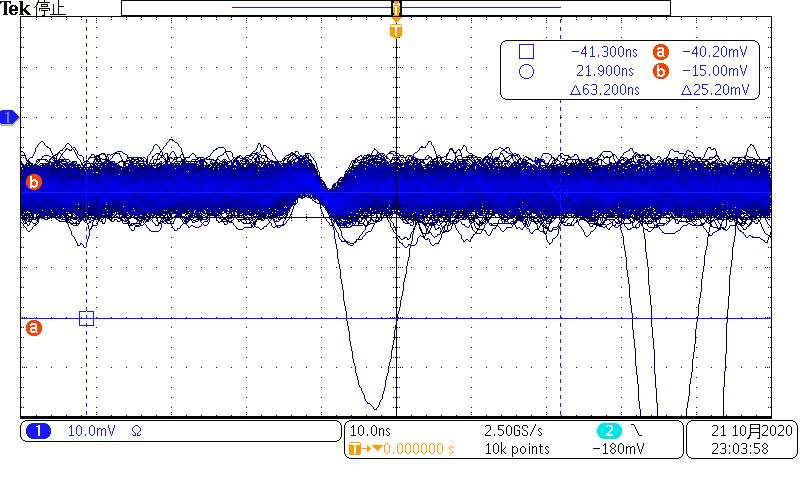 Tek 停止
T
T
□ -41.300ns a -40.20mV
○ 21.900ns b -15.00mV
Δ63.200ns Δ25.20mV
1
b
a
1 10.0mV Ω
10.0ns 2.50GS/s 2
T→▼0.000000 s 10k points -180mV
21 10月2020
23:03:58